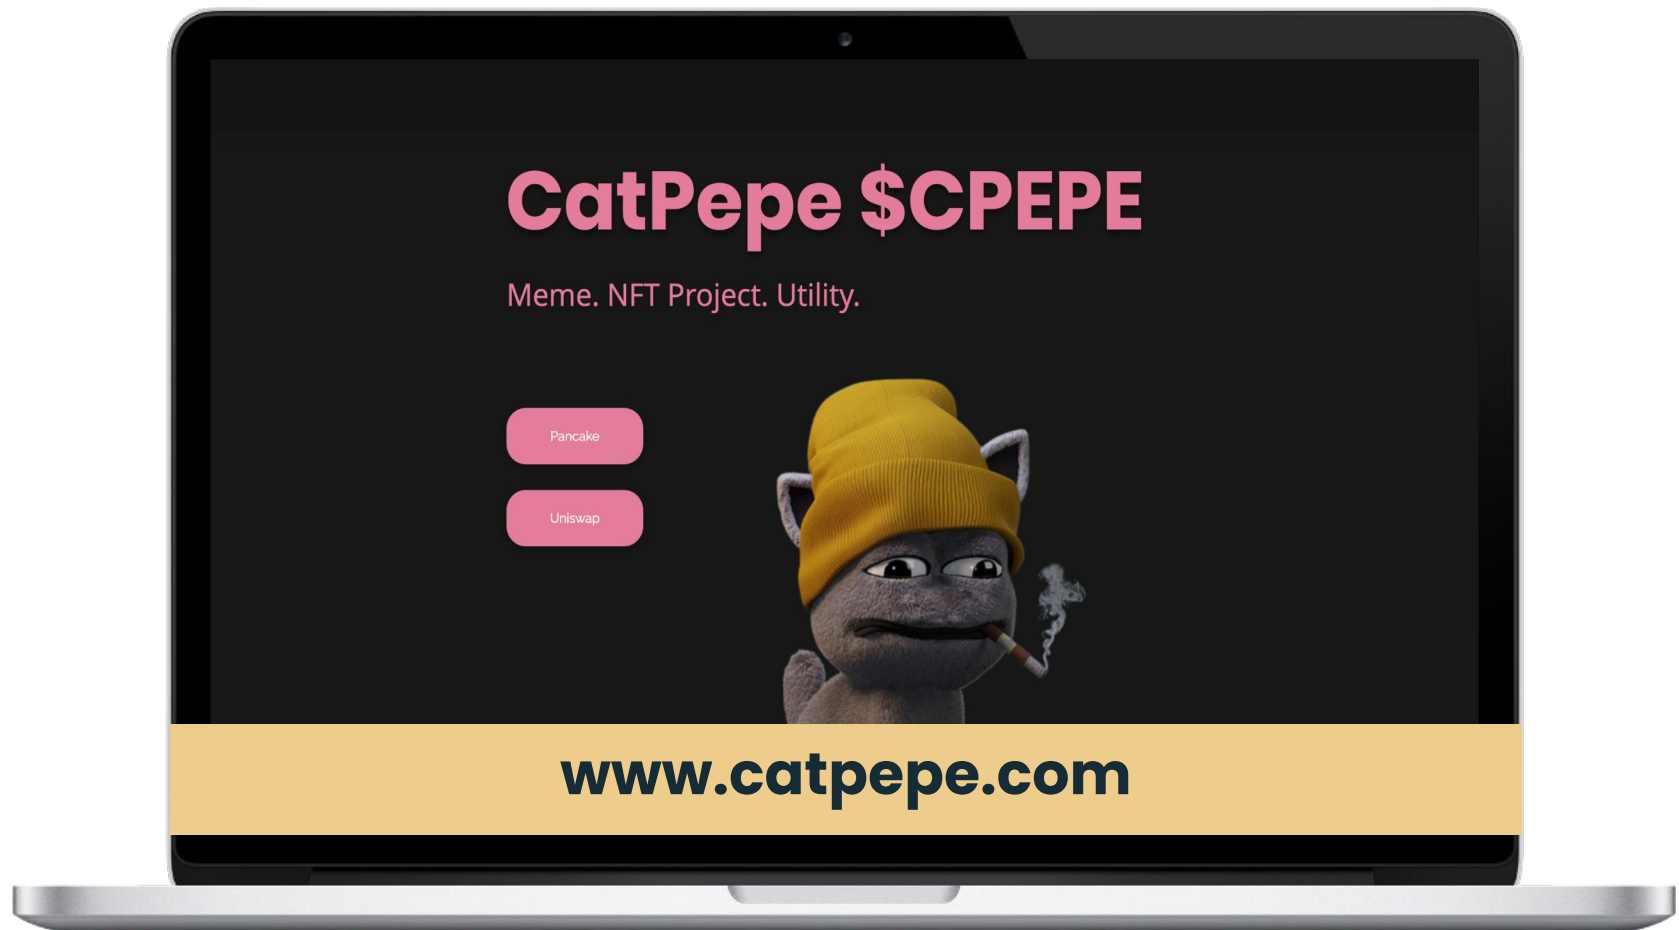 CatPepe $CPEPE
Meme. NFT Project. Utility.
Pancake
Uniswap
www.catpepe.com